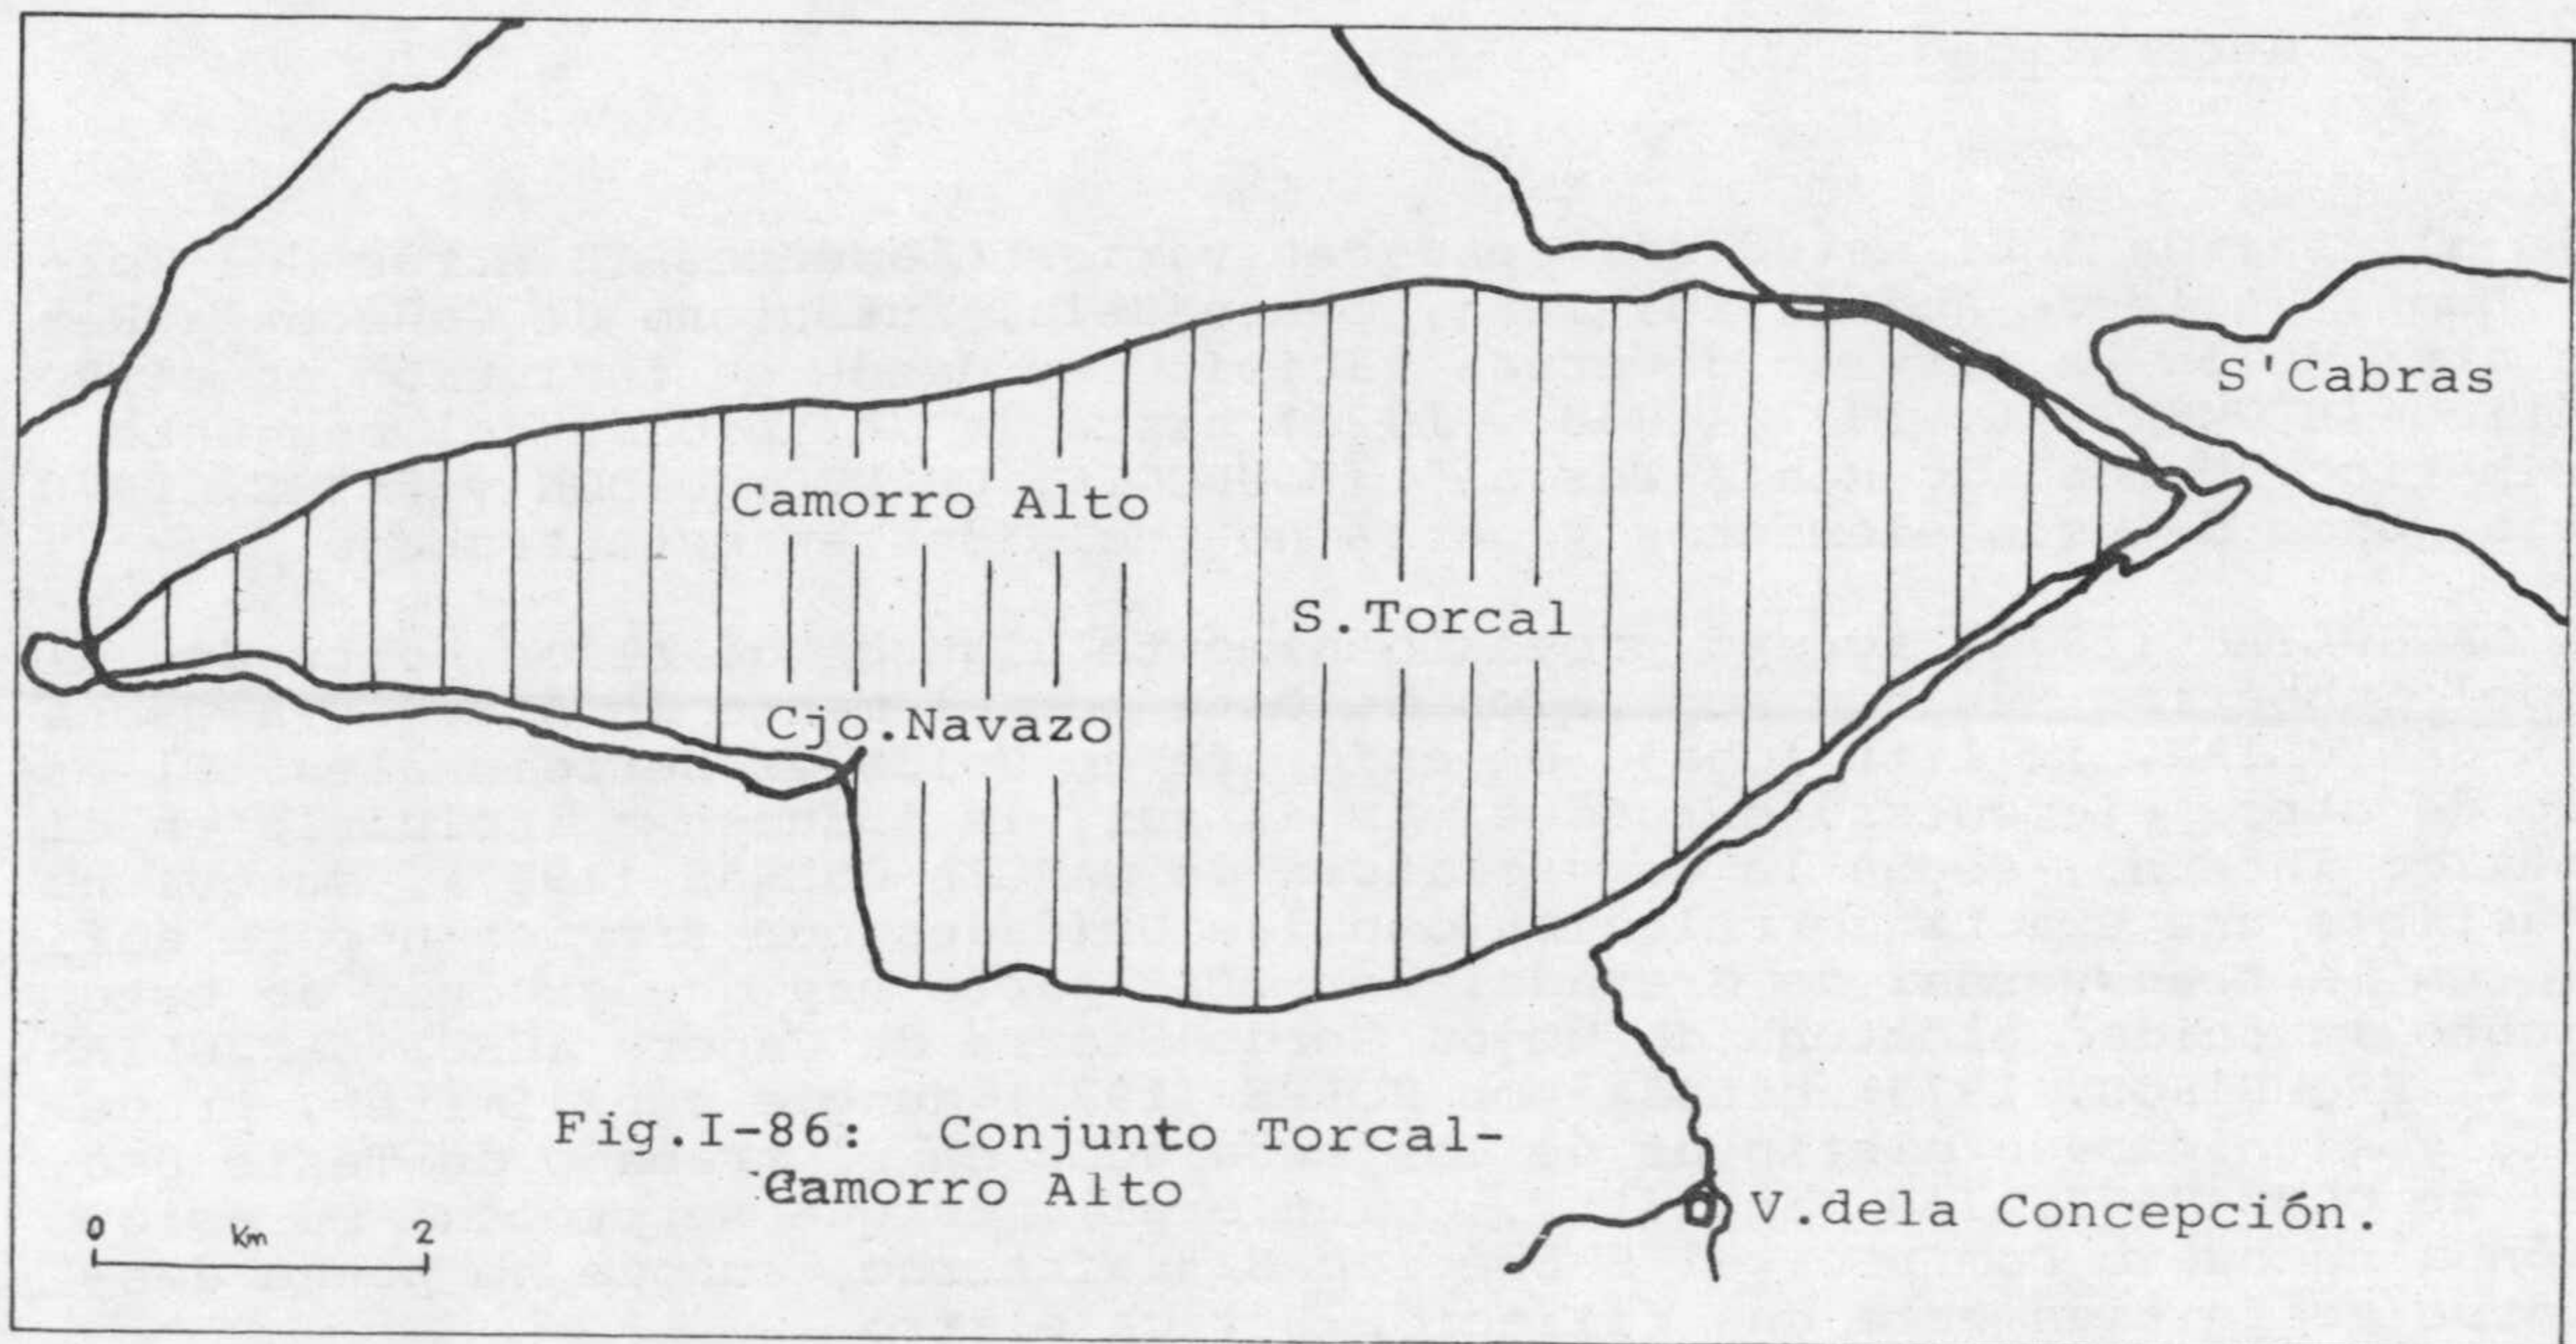 S'Cabras
Camorro Alto
S.Torcal
Cjo.Navazo
Fig.I-86: Conjunto Torcal-
Camorro Alto
V.dela Concepción.
0 Km 2